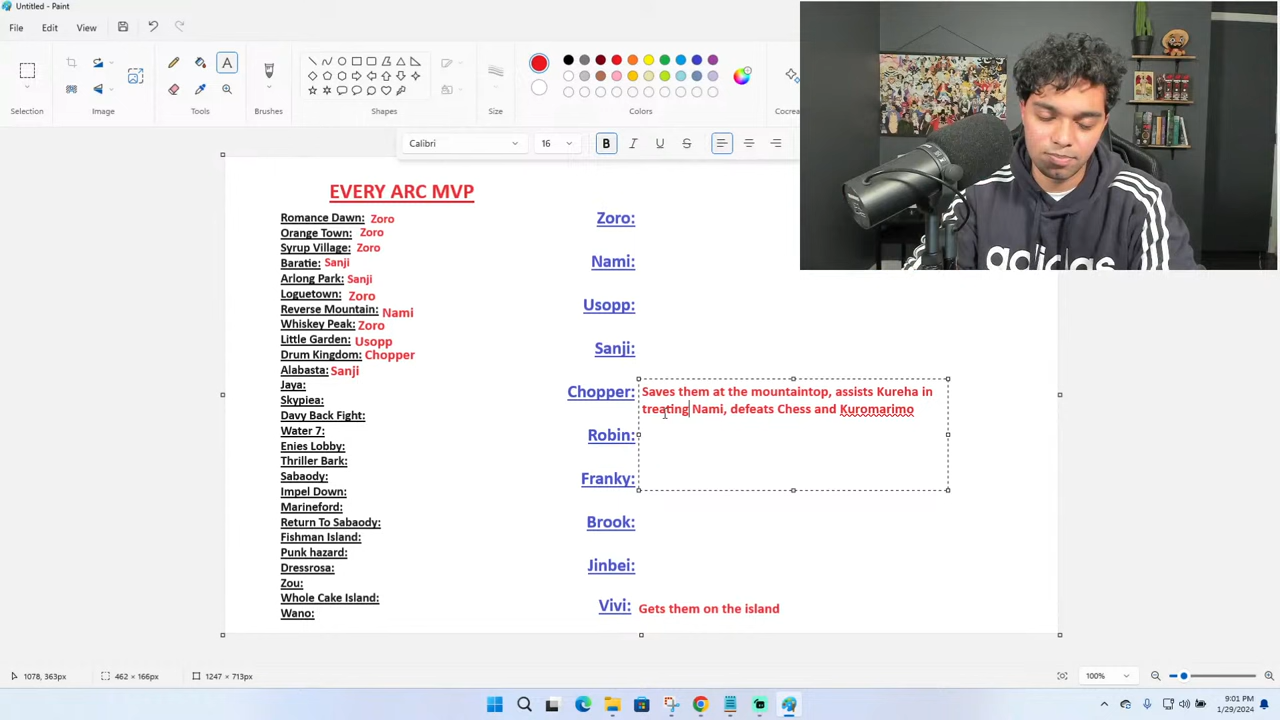 Untitled - Paint
File Edit View
Selection Image Tools Brushes Shapes Size Colors Cocrea
Calibri 16 B I U S
EVERY ARC MVP
Romance Dawn: Zoro
Orange Town: Zoro
Syrup Village: Zoro
Baratie: Sanji
Arlong Park: Sanji
Loguetown: Zoro
Reverse Mountain: Nami
Whiskey Peak: Zoro
Little Garden: Usopp
Drum Kingdom: Chopper
Alabasta: Sanji
Jaya:
Skypiea:
Davy Back Fight:
Water 7:
Enies Lobby:
Thriller Bark:
Sabaody:
Impel Down:
Marineford:
Return To Sabaody:
Fishman Island:
Punk hazard:
Dressrosa:
Zou:
Whole Cake Island:
Wano:
Zoro:
Nami:
Usopp:
Sanji:
Chopper: Saves them at the mountaintop, assists Kureha in
treating Nami, defeats Chess and Kuromarimo
Robin:
Franky:
Brook:
Jinbei:
Vivi: Gets them on the island
adidas
1078, 363px 462 × 166px 1247 × 713px 100%
9:01 PM
1/29/2024